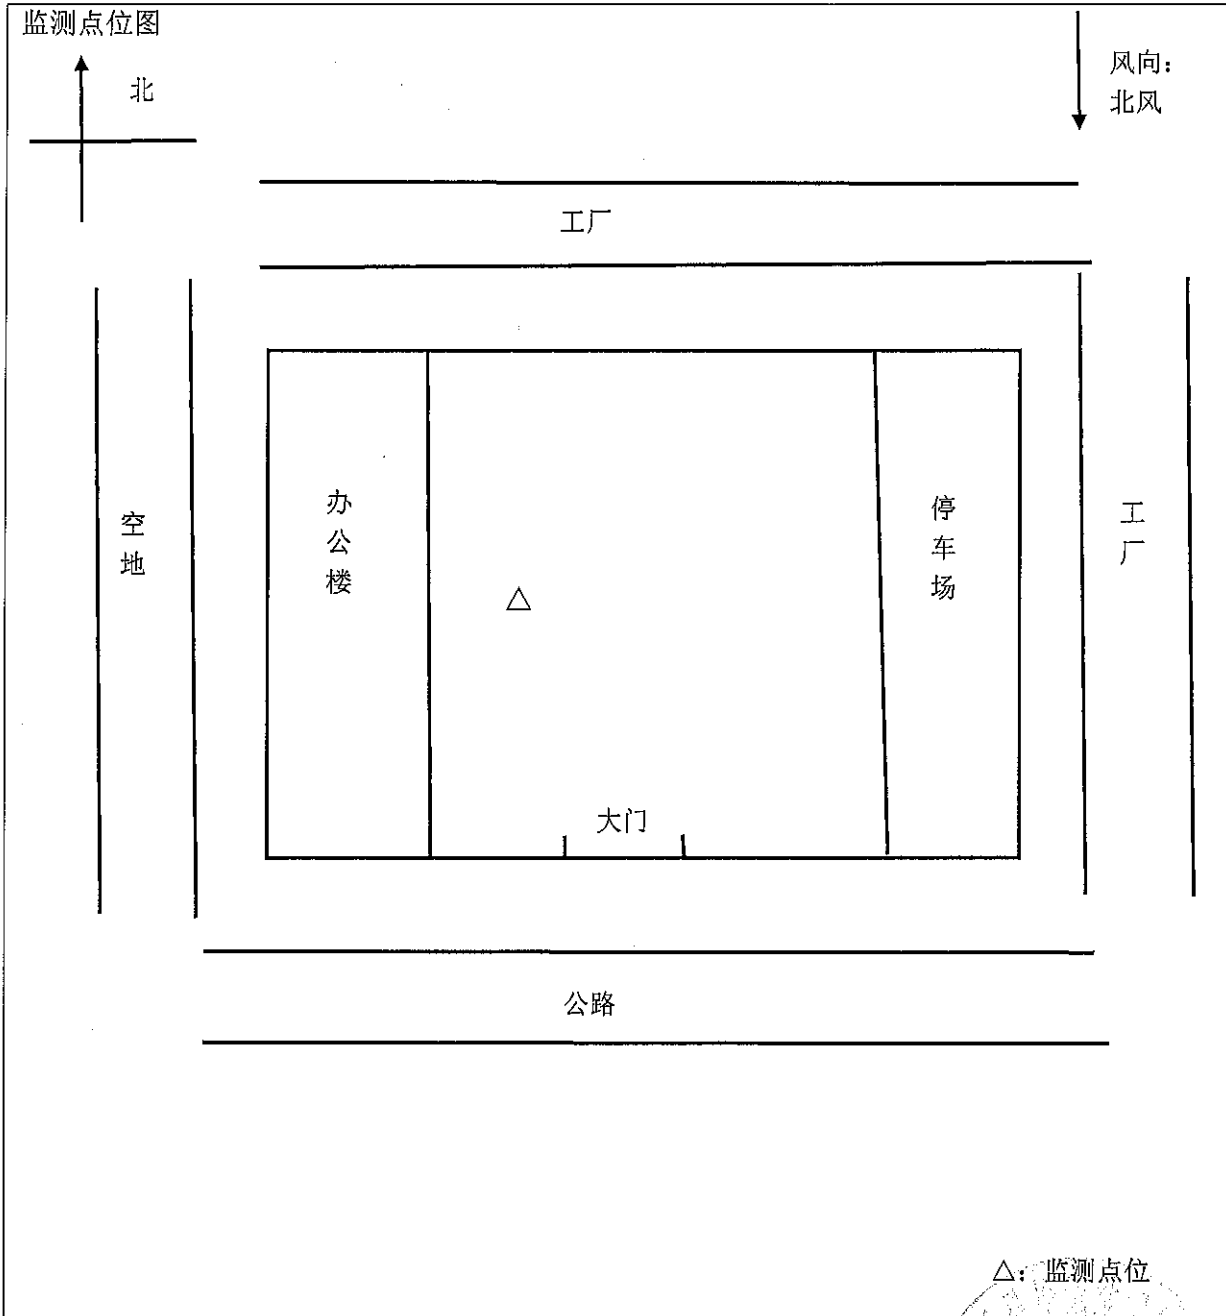 监测点位图
北
风向：
北风
工厂
空地
办公楼
停车场
工厂
△
大门
公路
△：监测点位